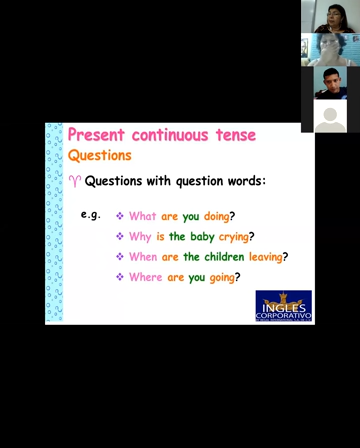 Present continuous tense
Questions
Questions with question words:
e.g.
What are you doing?
Why is the baby crying?
When are the children leaving?
Where are you going?
INGLES
CORPORATIVO